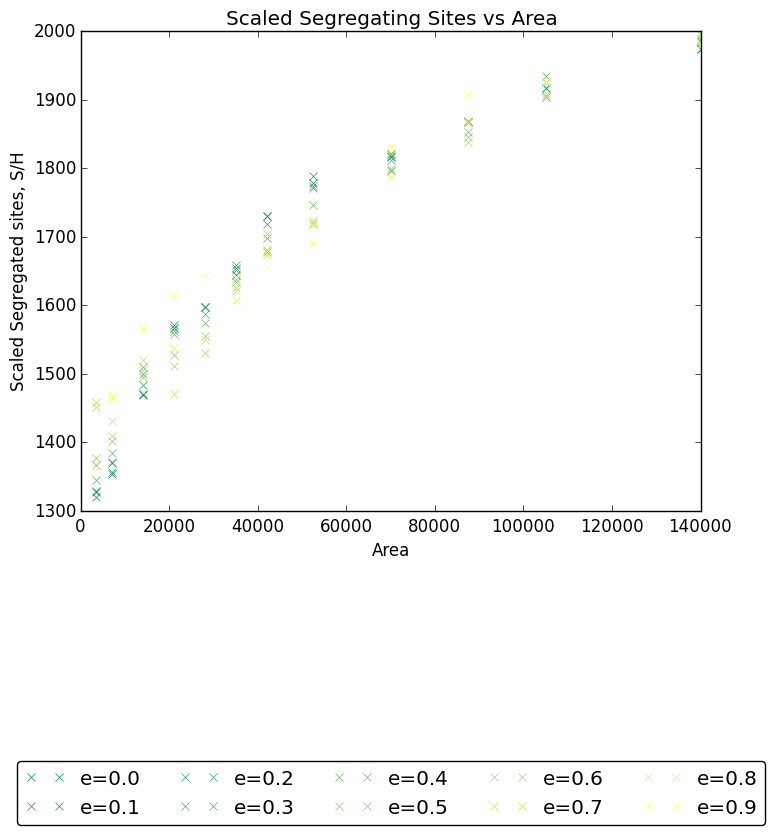 Scaled Segregating Sites vs Area
2000
1900
1800
1700
1600
1500
1400
1300
Scaled Segregated sites, S/H
0 20000 40000 60000 80000 100000 120000 140000
Area
e=0.0 e=0.2 e=0.4 e=0.6 e=0.8
e=0.1 e=0.3 e=0.5 e=0.7 e=0.9